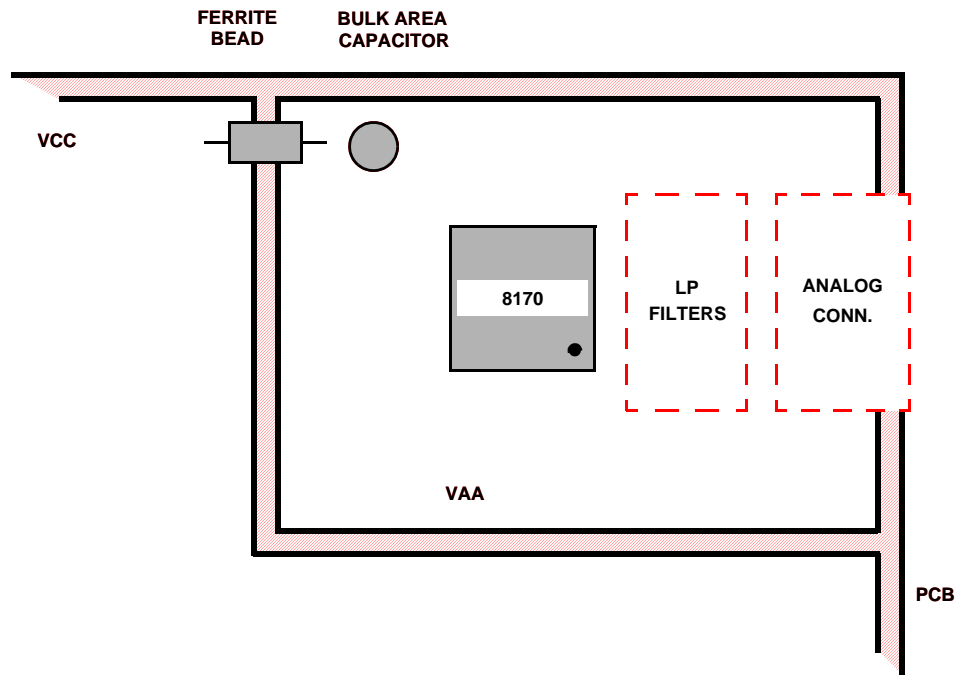 FERRITE
BEAD
BULK AREA
CAPACITOR
VCC
8170
LP
FILTERS
ANALOG
CONN.
VAA
PCB